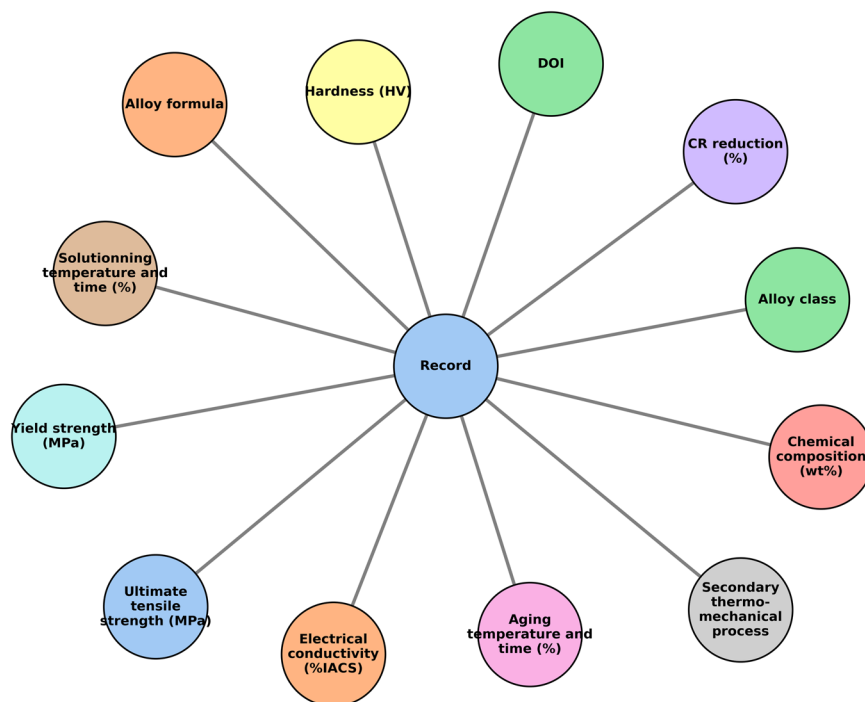 DOI
Hardness (HV)
Alloy formula
CR reduction
(%)
Solutionning
temperature and
time (%)
Alloy class
Record
Yield strength
(MPa)
Chemical
composition
(wt%)
Ultimate
tensile
strength (MPa)
Electrical
conductivity
(%IACS)
Aging
temperature and
time (%)
Secondary
thermo-
mechanical
process